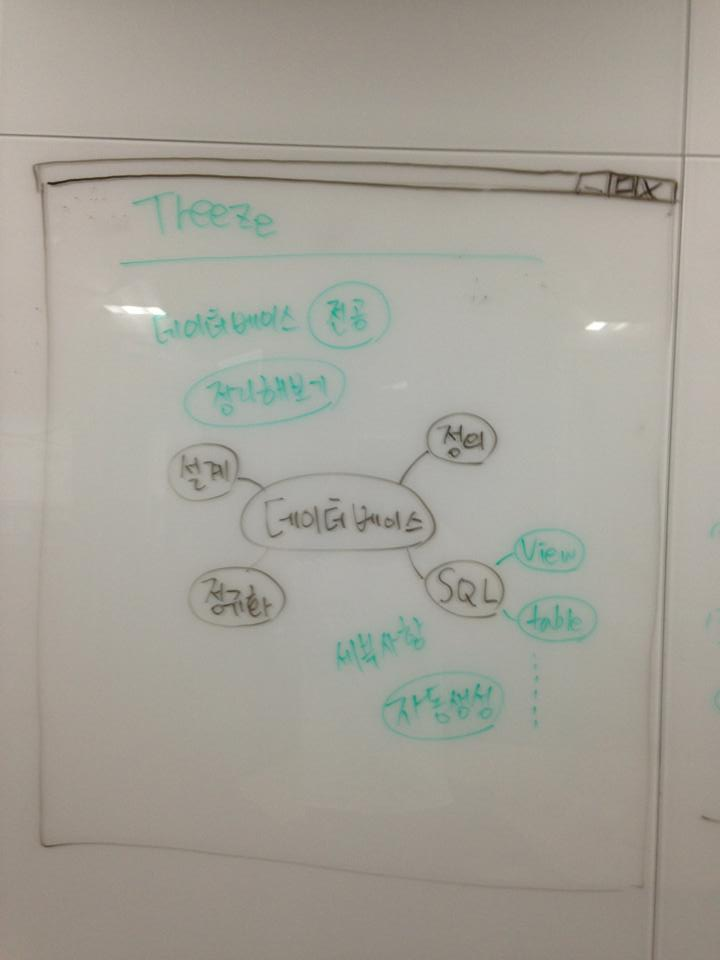 Treeze
데이터베이스 전공
정리해보기
설계
정의
데이터베이스
정규화
SQL
View
table
세부사항
자동생성